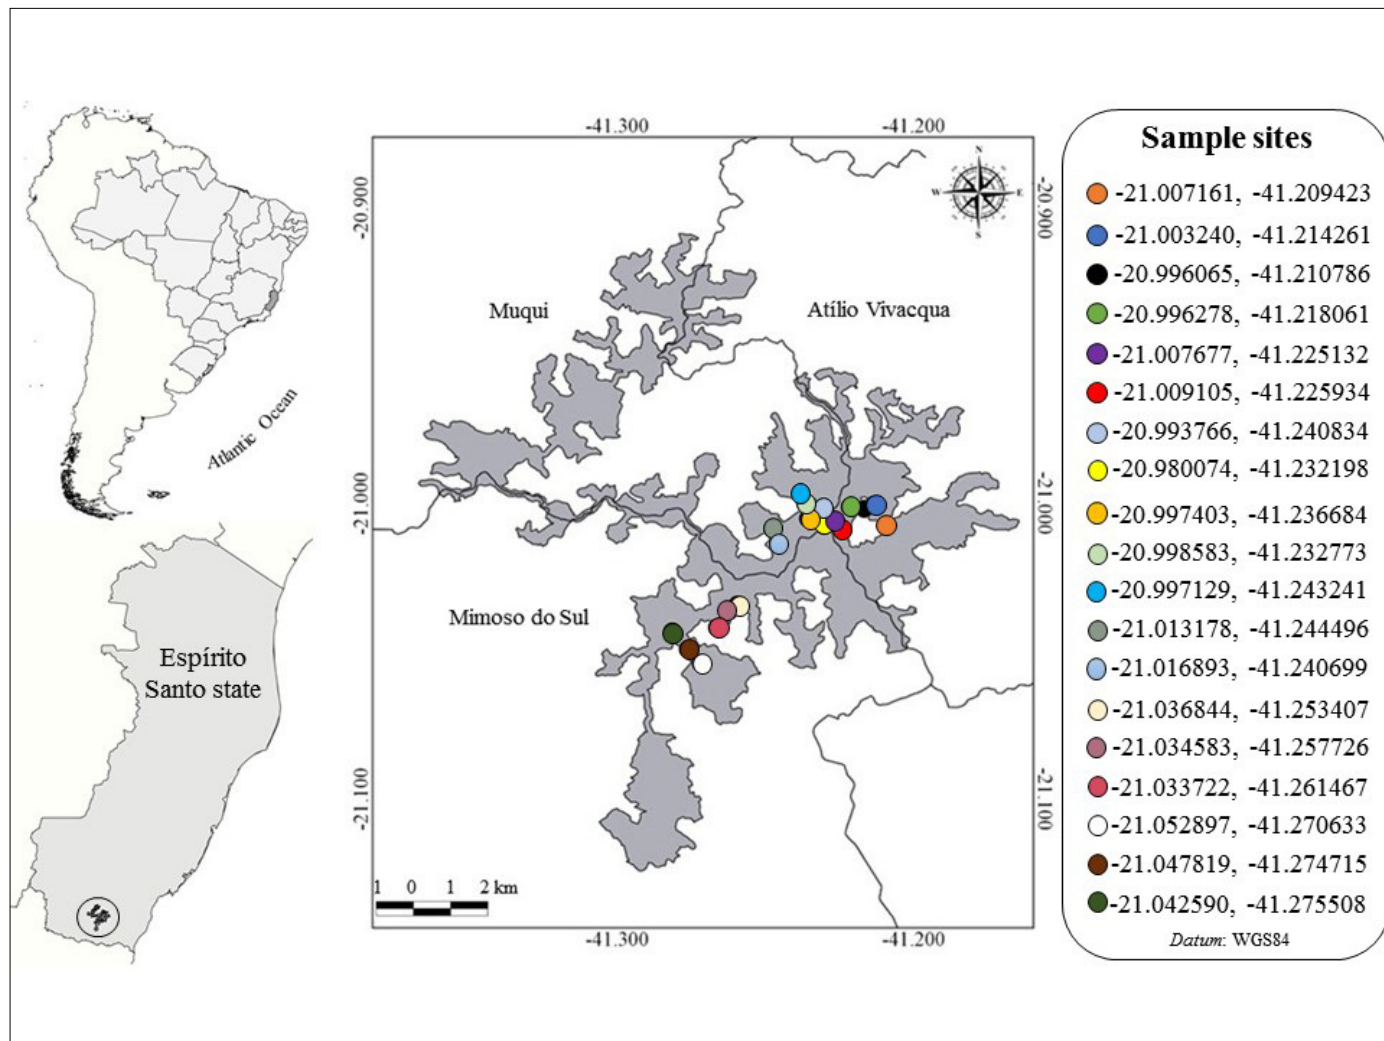 Atlantic Ocean
Espírito
Santo state
-41.300
-41.200
-20.900
-20.900
N
W
E
S
Muqui
Atílio Vivacqua
-21.000
-21.000
Mimoso do Sul
-21.100
-21.100
1 0 1 2 km
-41.300
-41.200
Sample sites
-21.007161, -41.209423
-21.003240, -41.214261
-20.996065, -41.210786
-20.996278, -41.218061
-21.007677, -41.225132
-21.009105, -41.225934
-20.993766, -41.240834
-20.980074, -41.232198
-20.997403, -41.236684
-20.998583, -41.232773
-20.997129, -41.243241
-21.013178, -41.244496
-21.016893, -41.240699
-21.036844, -41.253407
-21.034583, -41.257726
-21.033722, -41.261467
-21.052897, -41.270633
-21.047819, -41.274715
-21.042590, -41.275508
Datum: WGS84